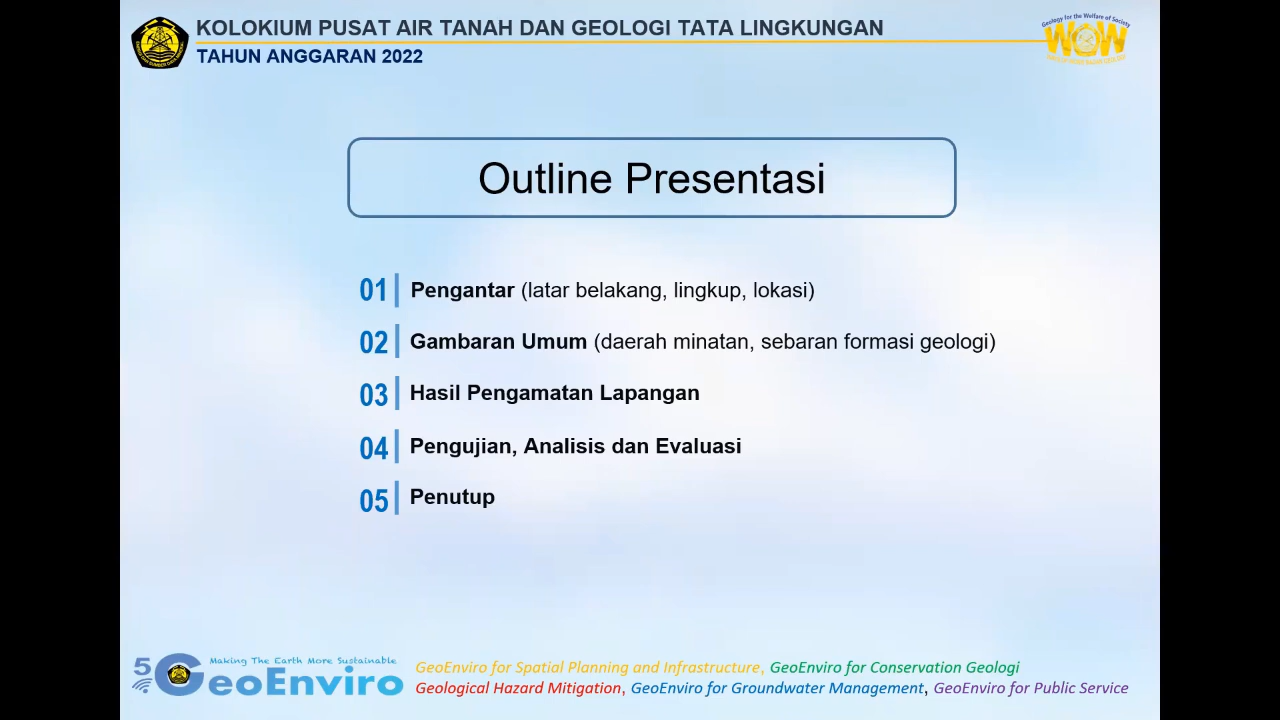 KOLOKIUM PUSAT AIR TANAH DAN GEOLOGI TATA LINGKUNGAN
TAHUN ANGGARAN 2022
Geology for the Welfare of Society
WOW
Outline Presentasi
01 Pengantar (latar belakang, lingkup, lokasi)
02 Gambaran Umum (daerah minatan, sebaran formasi geologi)
03 Hasil Pengamatan Lapangan
04 Pengujian, Analisis dan Evaluasi
05 Penutup
5 Making The Earth More Sustainable
GeoEnviro
GeoEnviro for Spatial Planning and Infrastructure, GeoEnviro for Conservation Geologi
Geological Hazard Mitigation, GeoEnviro for Groundwater Management, GeoEnviro for Public Service